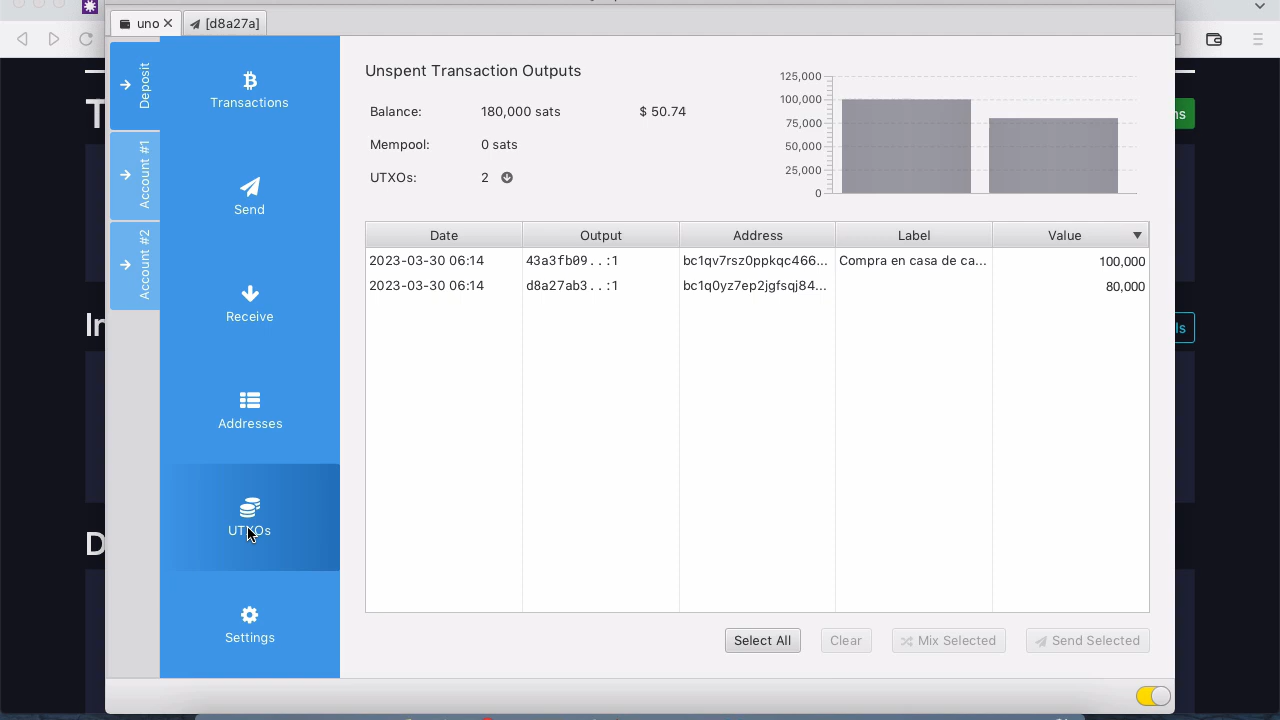 uno
[d8a27a]
Deposit
Account #1
Account #2
Transactions
Send
Receive
Addresses
UTXOs
Settings
Unspent Transaction Outputs
Balance: 180,000 sats $ 50.74
Mempool: 0 sats
UTXOs: 2
125,000
100,000
75,000
50,000
25,000
0
Date Output Address Label Value
2023-03-30 06:14 43a3fb09..:1 bc1qv7rsz0ppkqc466... Compra en casa de ca... 100,000
2023-03-30 06:14 d8a27ab3..:1 bc1q0yz7ep2jgfsqj84... 80,000
Select All Clear Mix Selected Send Selected